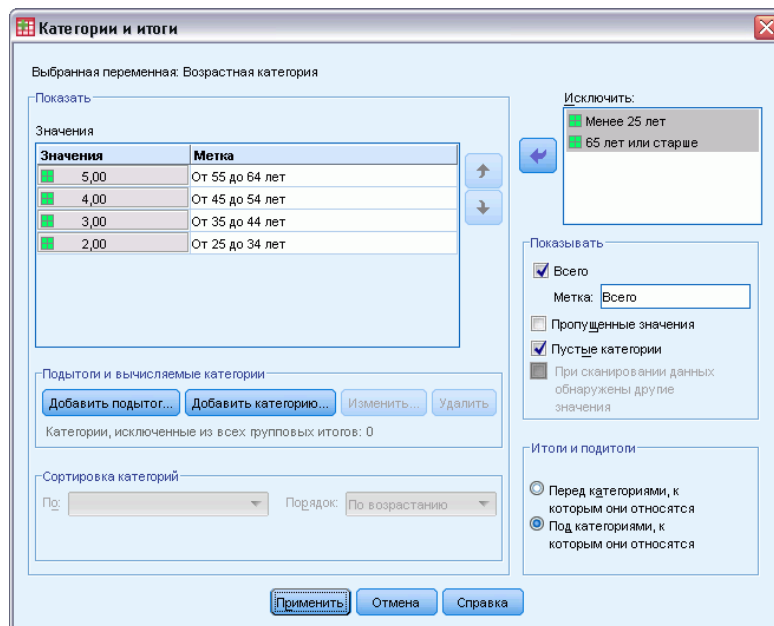 Категории и итоги
Выбранная переменная: Возрастная категория
Показать
Значения
Значения Метка
5,00 От 55 до 64 лет
4,00 От 45 до 54 лет
3,00 От 35 до 44 лет
2,00 От 25 до 34 лет
Подытоги и вычисляемые категории
Добавить подытог... Добавить категорию... Изменить... Удалить
Категории, исключенные из всех групповых итогов: 0
Сортировка категорий
По: Порядок: По возрастанию
Исключить:
Менее 25 лет
65 лет или старше
Показывать
Всего
Метка: Всего
Пропущенные значения
Пустые категории
При сканировании данных
обнаружены другие
значения
Итоги и подитоги
Перед категориями, к
которым они относятся
Под категориями, к
которым они относятся
Применить Отмена Справка